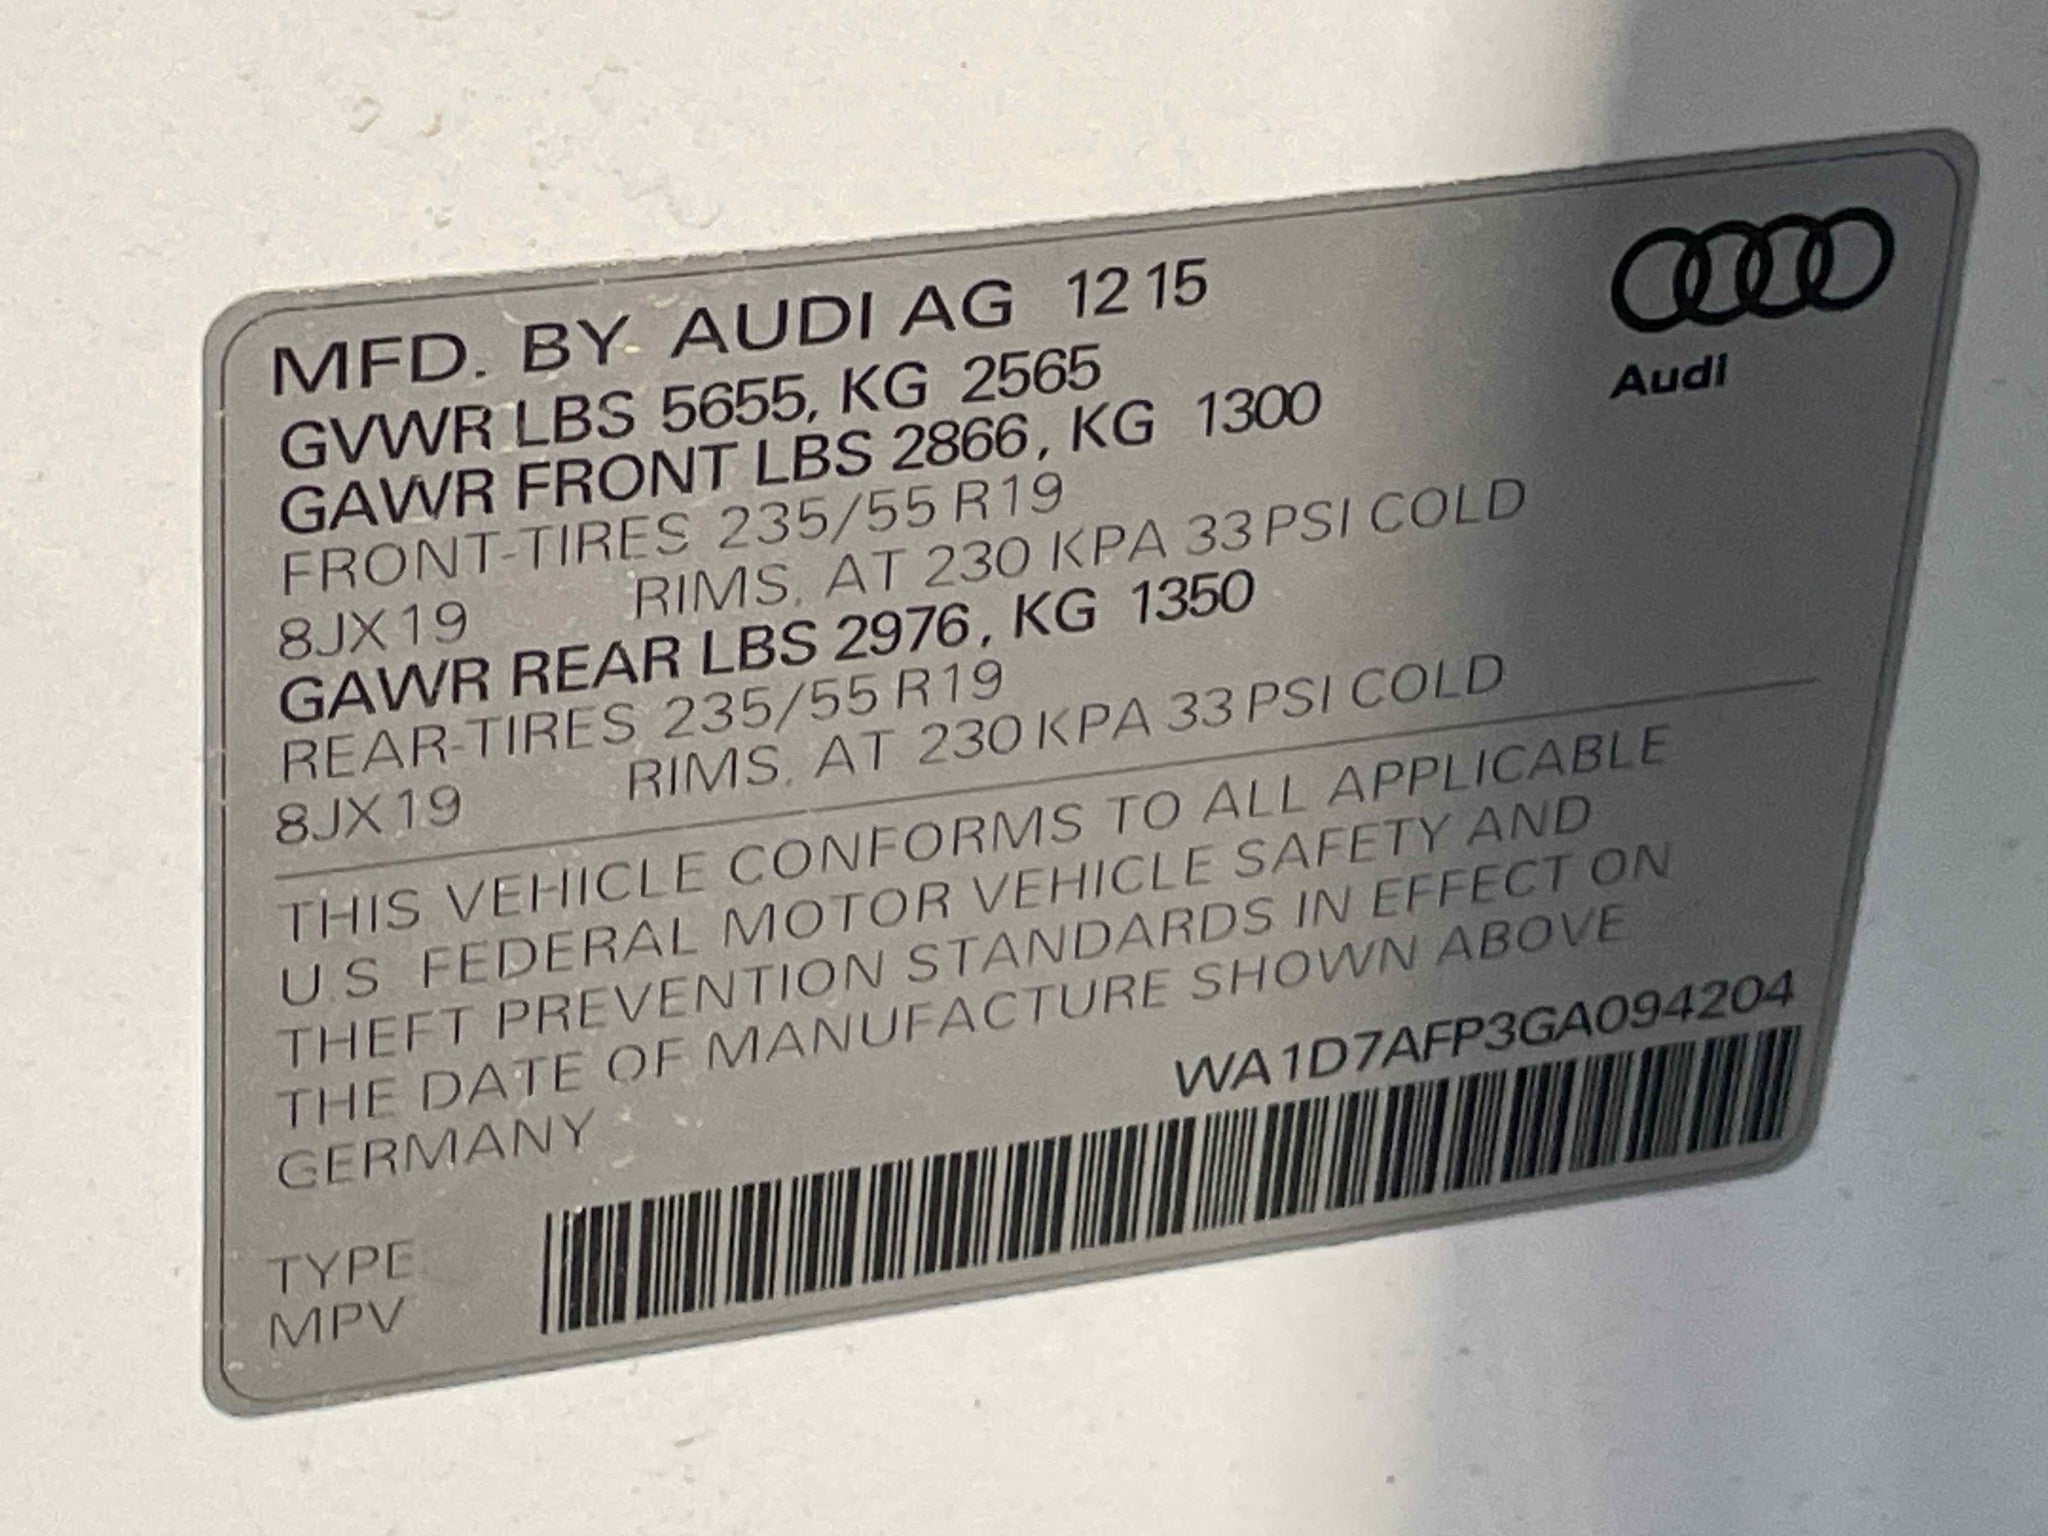 MFD. BY AUDI AG 12 15
Audi
GVWR LBS 5655, KG 2565
GAWR FRONT LBS 2866, KG 1300
FRONT-TIRES 235/55 R19
8JX19 RIMS, AT 230 KPA 33 PSI COLD
GAWR REAR LBS 2976, KG 1350
REAR-TIRES 235/55 R19
8JX19 RIMS, AT 230 KPA 33 PSI COLD
THIS VEHICLE CONFORMS TO ALL APPLICABLE
U.S. FEDERAL MOTOR VEHICLE SAFETY AND
THEFT PREVENTION STANDARDS IN EFFECT ON
THE DATE OF MANUFACTURE SHOWN ABOVE
GERMANY
WA1D7AFP3GA094204
TYPE
MPV